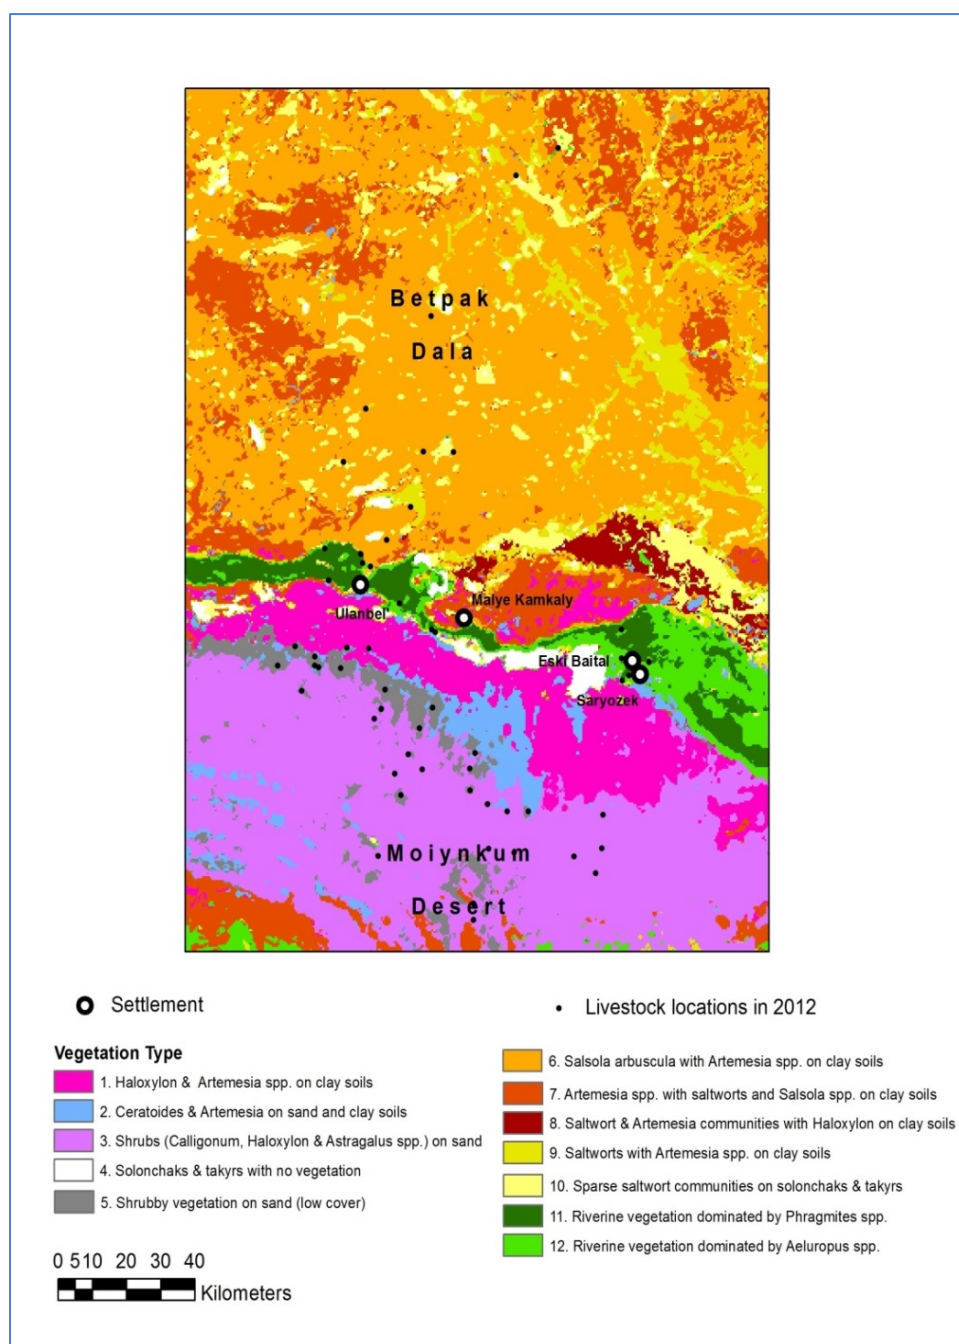 Betpak
Dala
Malye Kamkaly
Ulanbel'
Eski Baital
Saryozek
Moiynkum
Desert
Settlement
Livestock locations in 2012
Vegetation Type
1. Haloxylon & Artemesia spp. on clay soils
2. Ceratoides & Artemesia on sand and clay soils
3. Shrubs (Calligonum, Haloxylon & Astragalus spp.) on sand
4. Solonchaks & takyrs with no vegetation
5. Shrubby vegetation on sand (low cover)
6. Salsola arbuscula with Artemesia spp. on clay soils
7. Artemesia spp. with saltworts and Salsola spp. on clay soils
8. Saltwort & Artemesia communities with Haloxylon on clay soils
9. Saltworts with Artemesia spp. on clay soils
10. Sparse saltwort communities on solonchaks & takyrs
11. Riverine vegetation dominated by Phragmites spp.
12. Riverine vegetation dominated by Aeluropus spp.
0 5 10 20 30 40
Kilometers